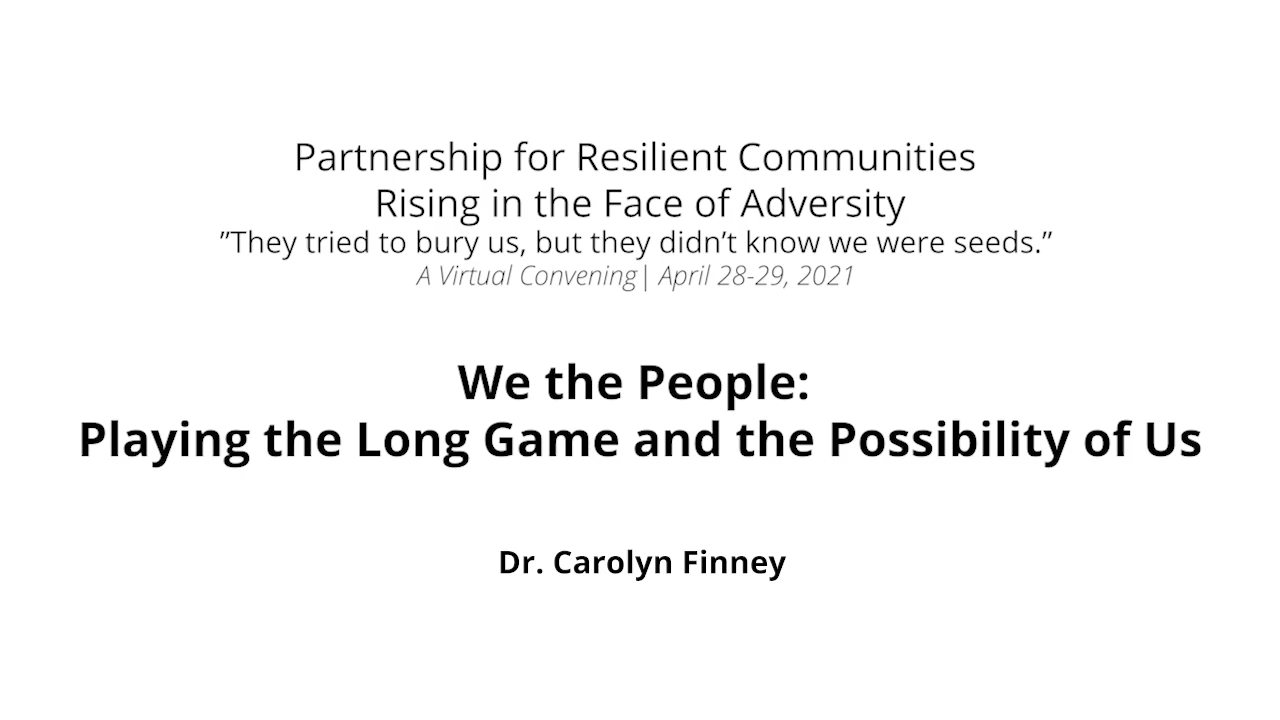 Partnership for Resilient Communities
Rising in the Face of Adversity
”They tried to bury us, but they didn’t know we were seeds.”
A Virtual Convening| April 28-29, 2021
We the People:
Playing the Long Game and the Possibility of Us
Dr. Carolyn Finney